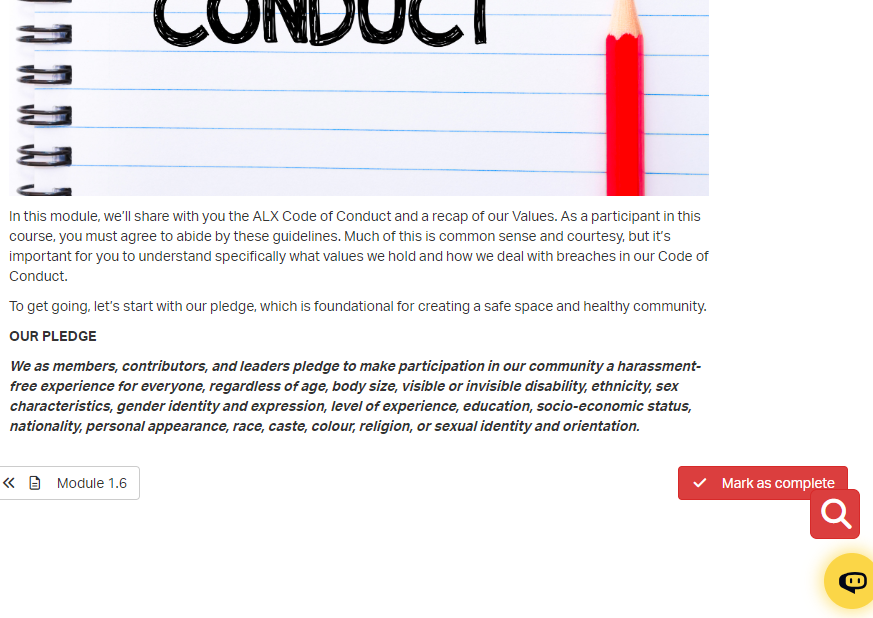 CONDUCT
In this module, we'll share with you the ALX Code of Conduct and a recap of our Values. As a participant in this
course, you must agree to abide by these guidelines. Much of this is common sense and courtesy, but it's
important for you to understand specifically what values we hold and how we deal with breaches in our Code of
Conduct.
To get going, let's start with our pledge, which is foundational for creating a safe space and healthy community.
OUR PLEDGE
We as members, contributors, and leaders pledge to make participation in our community a harassment-
free experience for everyone, regardless of age, body size, visible or invisible disability, ethnicity, sex
characteristics, gender identity and expression, level of experience, education, socio-economic status,
nationality, personal appearance, race, caste, colour, religion, or sexual identity and orientation.
Module 1.6
Mark as complete